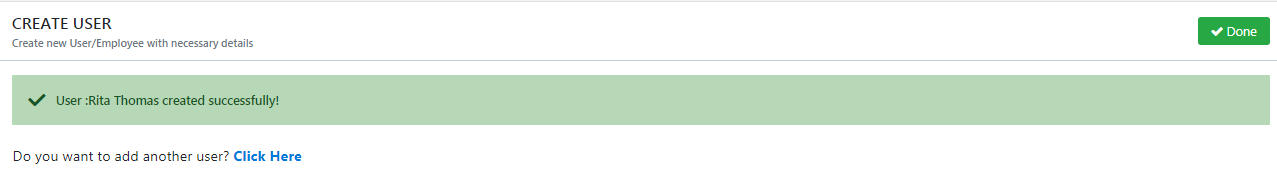 CREATE USER
Create new User/Employee with necessary details
Done
User :Rita Thomas created successfully!
Do you want to add another user? Click Here